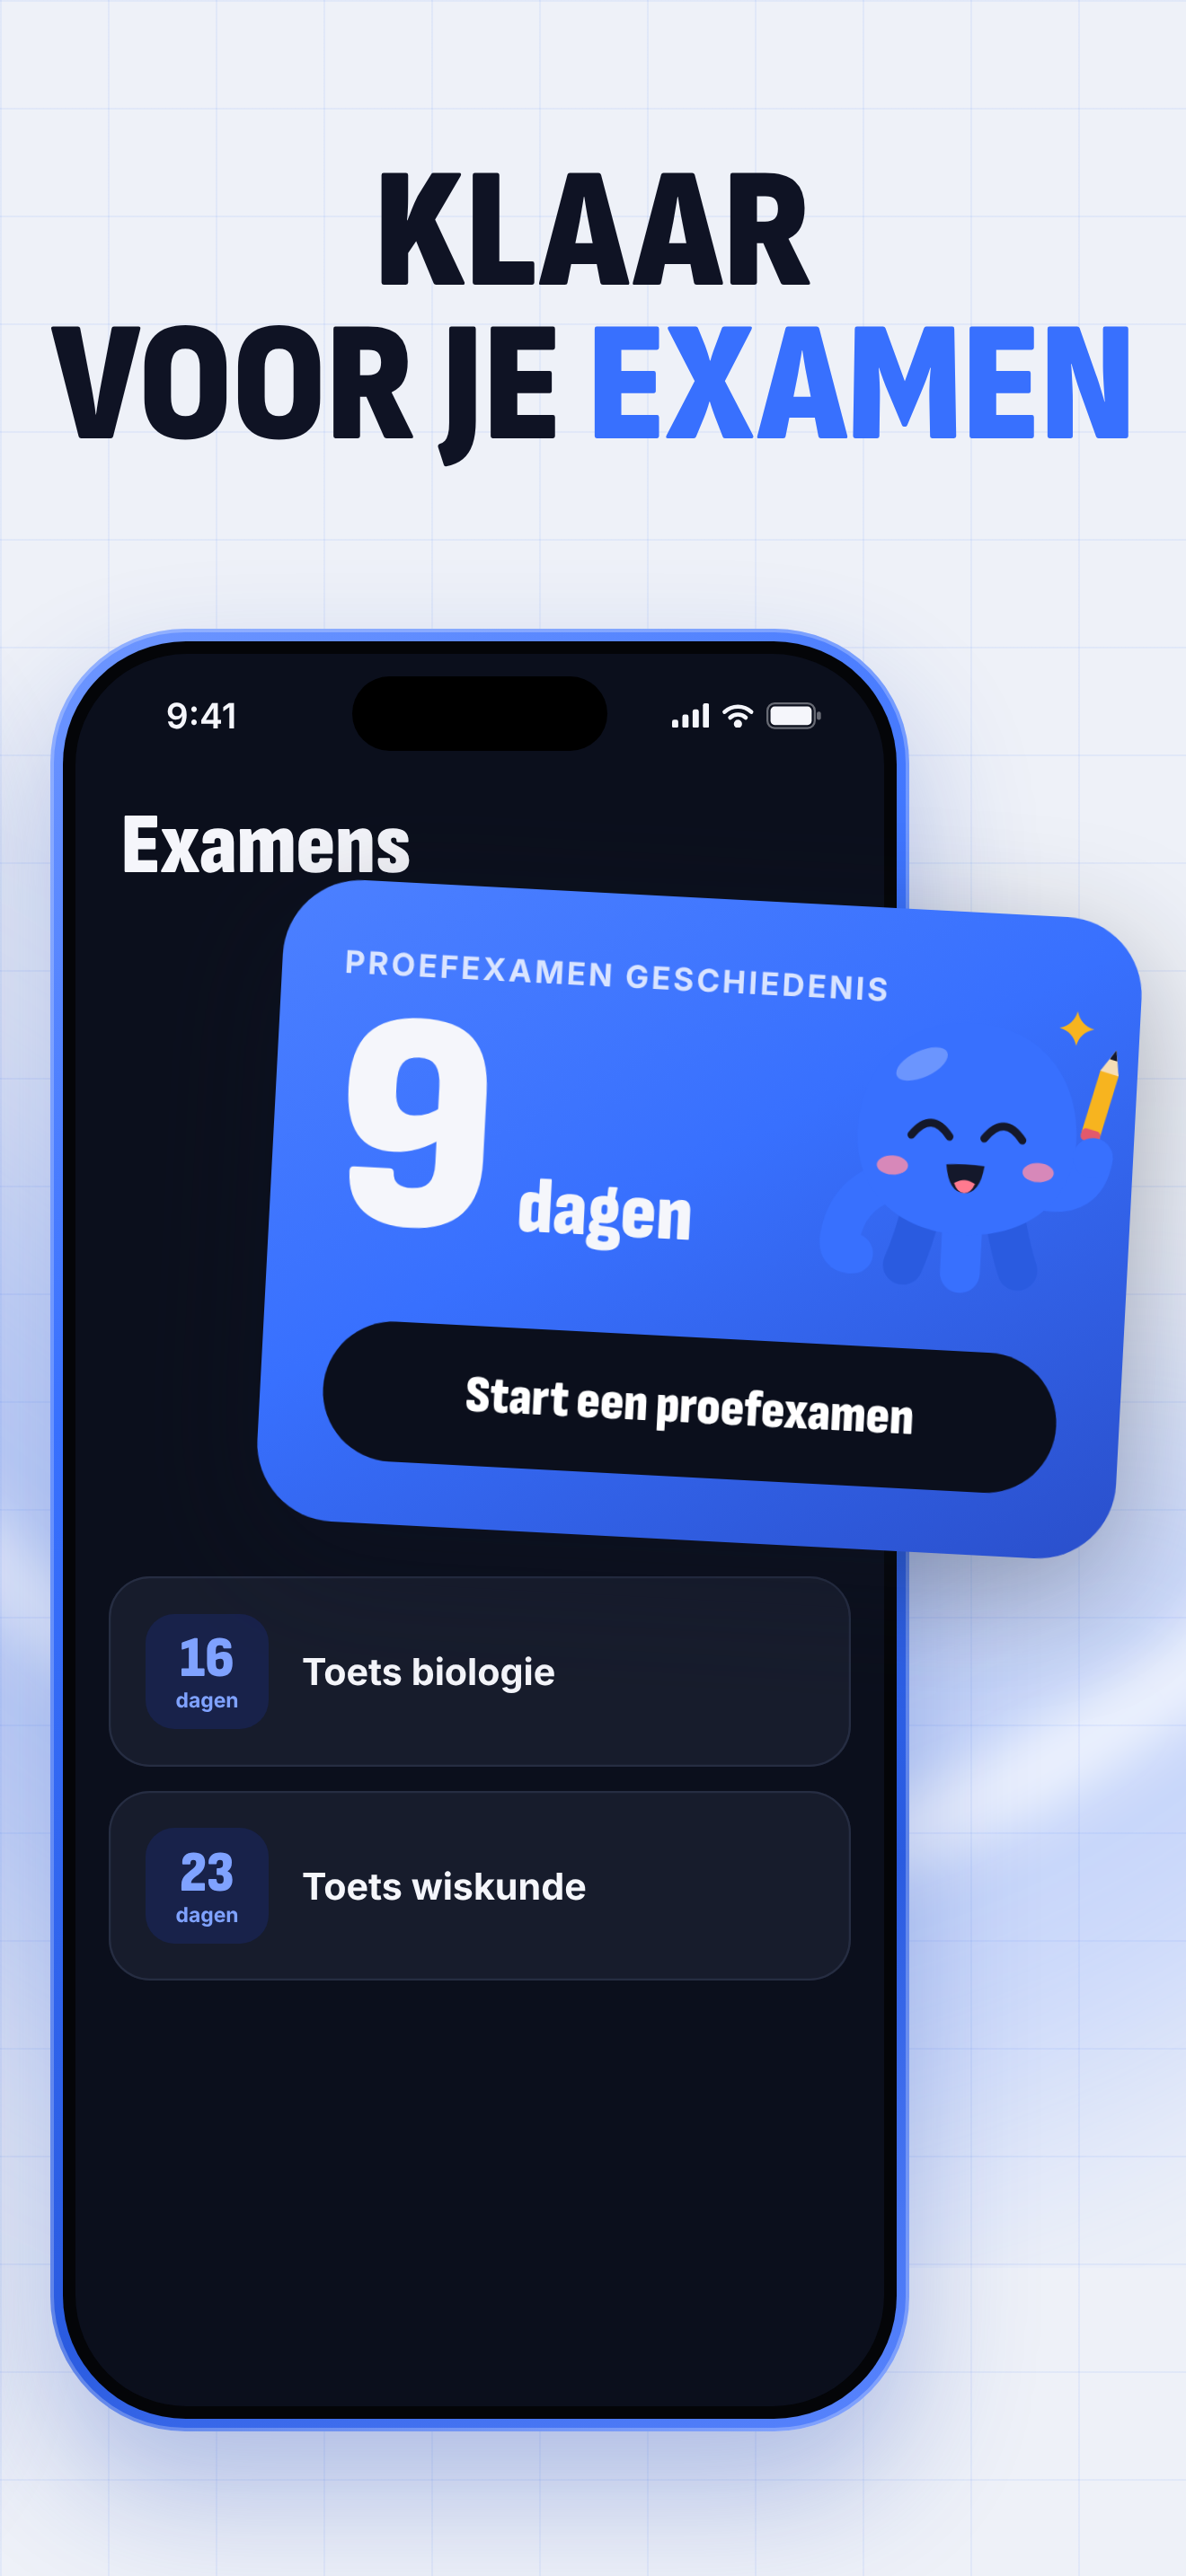 KLAAR
VOOR JE EXAMEN
9:41
Examens
PROEFEXAMEN GESCHIEDENIS
9 dagen
Start een proefexamen
16
dagen
Toets biologie
23
dagen
Toets wiskunde